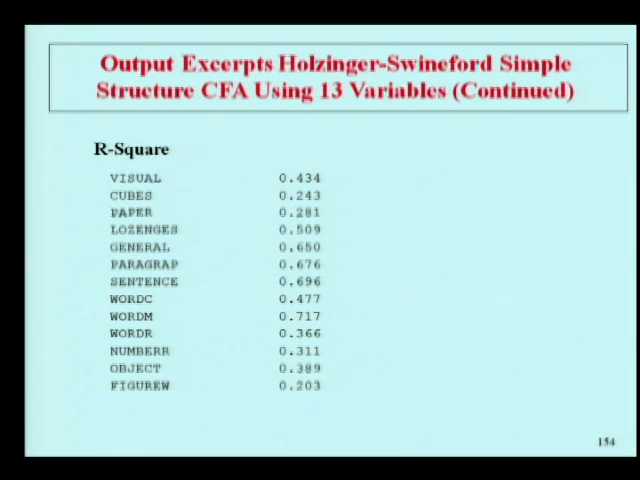 Output Excerpts Holzinger-Swineford Simple
Structure CFA Using 13 Variables (Continued)
R-Square
VISUAL 0.434
CUBES 0.243
PAPER 0.281
LOZENGES 0.509
GENERAL 0.650
PARAGRAP 0.676
SENTENCE 0.696
WORDC 0.477
WORDM 0.717
WORDR 0.366
NUMBERR 0.311
OBJECT 0.389
FIGUREW 0.203
154